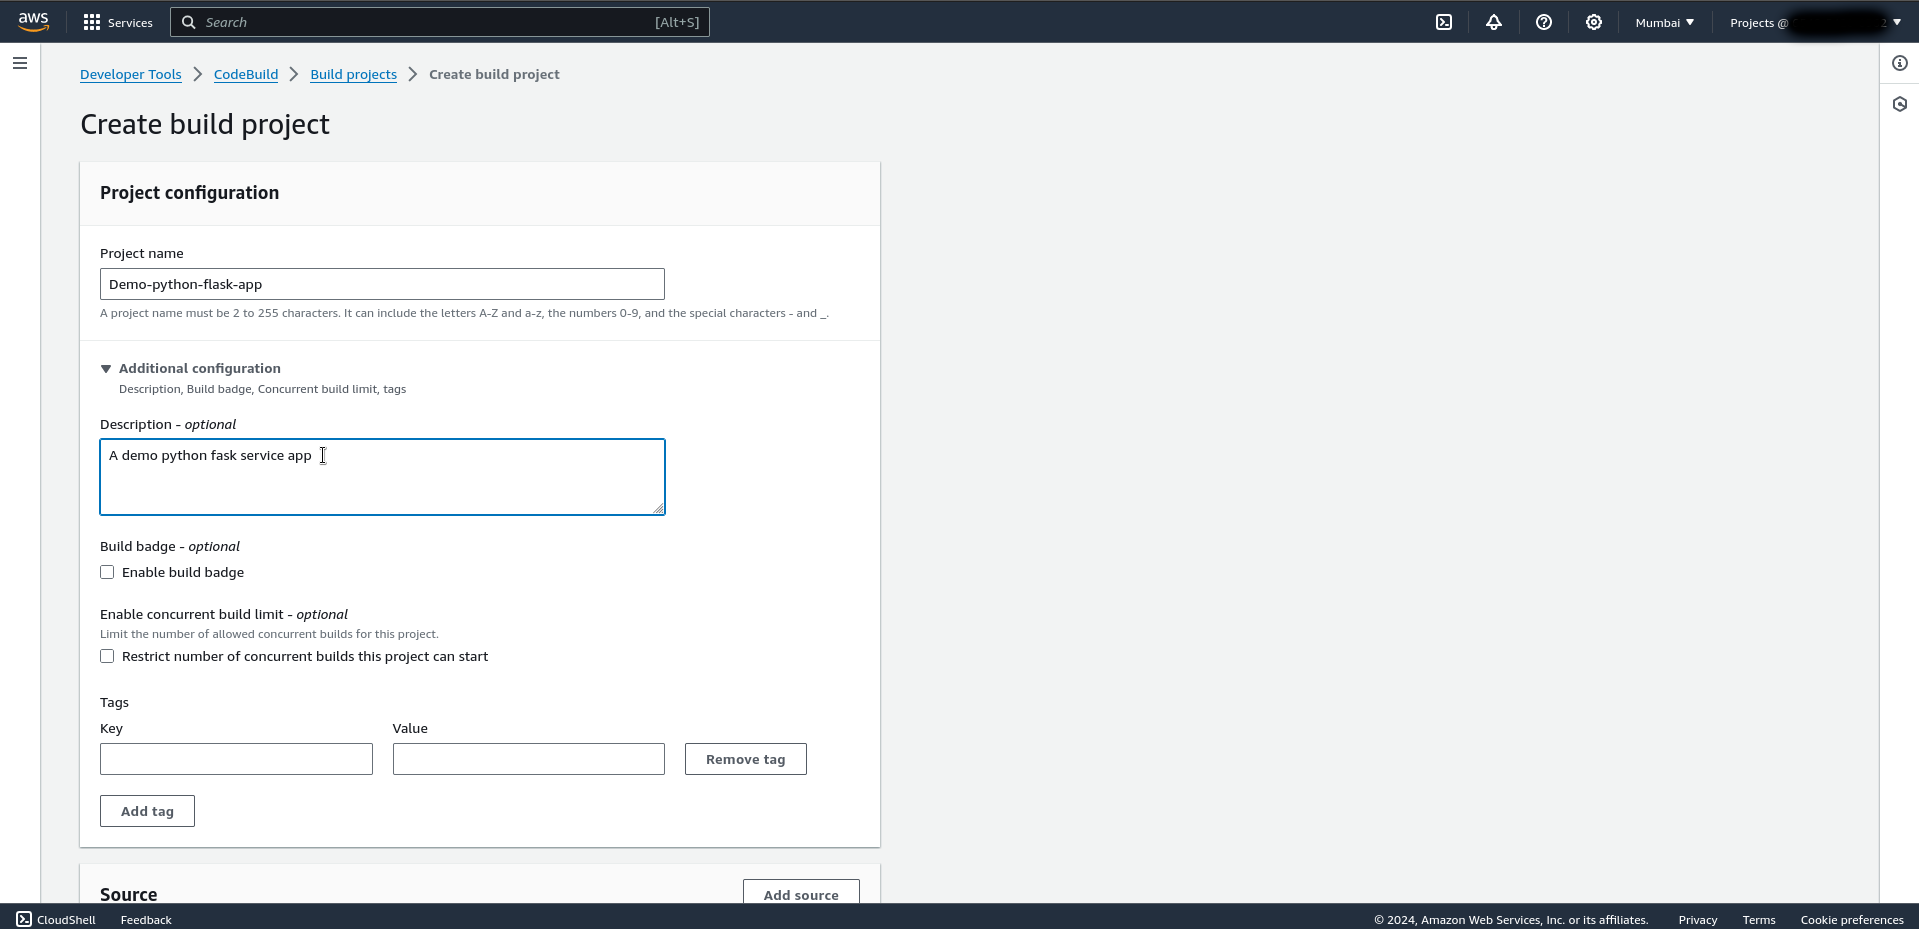 aws Services Search [Alt+S] Mumbai Projects @
Developer Tools CodeBuild Build projects Create build project
Create build project
Project configuration
Project name
Demo-python-flask-app
A project name must be 2 to 255 characters. It can include the letters A-Z and a-z, the numbers 0-9, and the special characters - and _.
Additional configuration
Description, Build badge, Concurrent build limit, tags
Description - optional
A demo python fask service app
Build badge - optional
Enable build badge
Enable concurrent build limit - optional
Limit the number of allowed concurrent builds for this project.
Restrict number of concurrent builds this project can start
Tags
Key Value
Remove tag
Add tag
Source Add source
CloudShell Feedback © 2024, Amazon Web Services, Inc. or its affiliates. Privacy Terms Cookie preferences